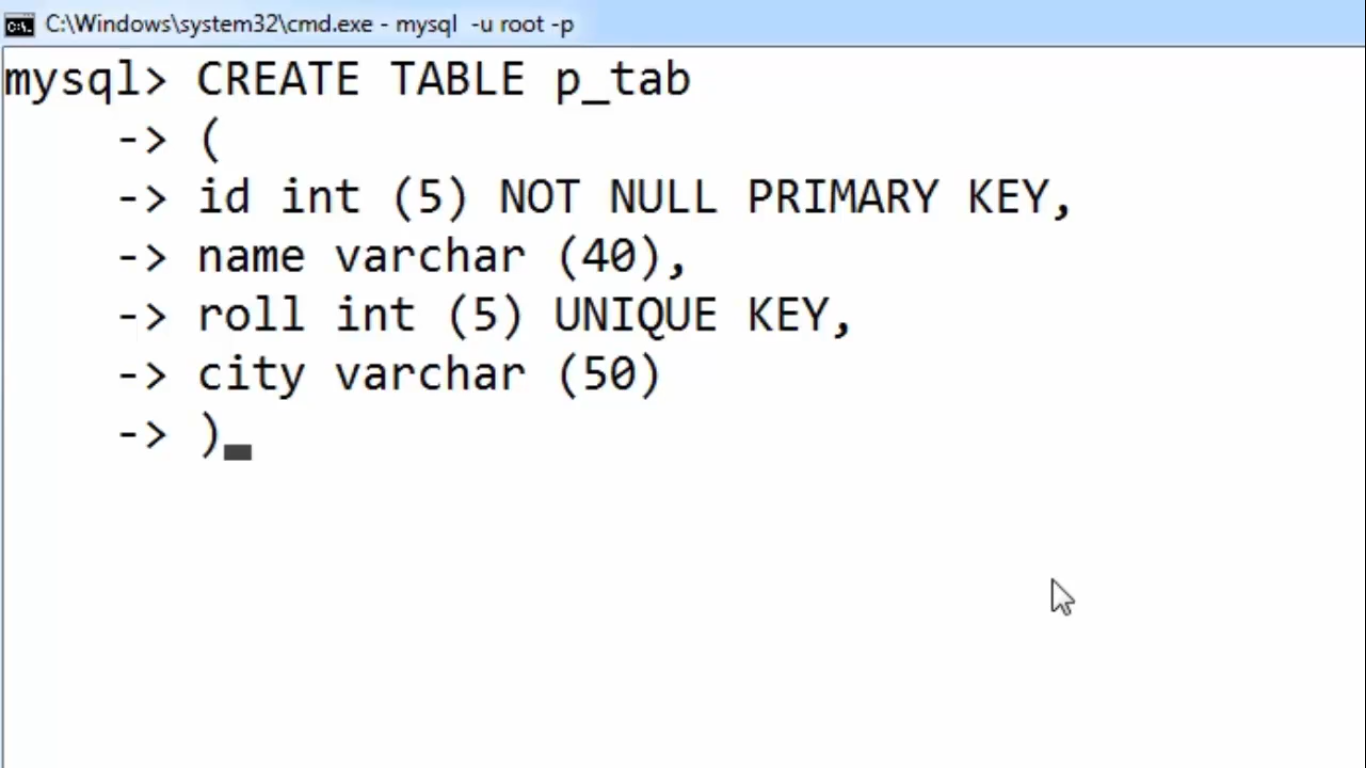 C:\Windows\system32\cmd.exe - mysql  -u root -p
mysql> CREATE TABLE p_tab
    -> (
    -> id int (5) NOT NULL PRIMARY KEY,
    -> name varchar (40),
    -> roll int (5) UNIQUE KEY,
    -> city varchar (50)
    -> )